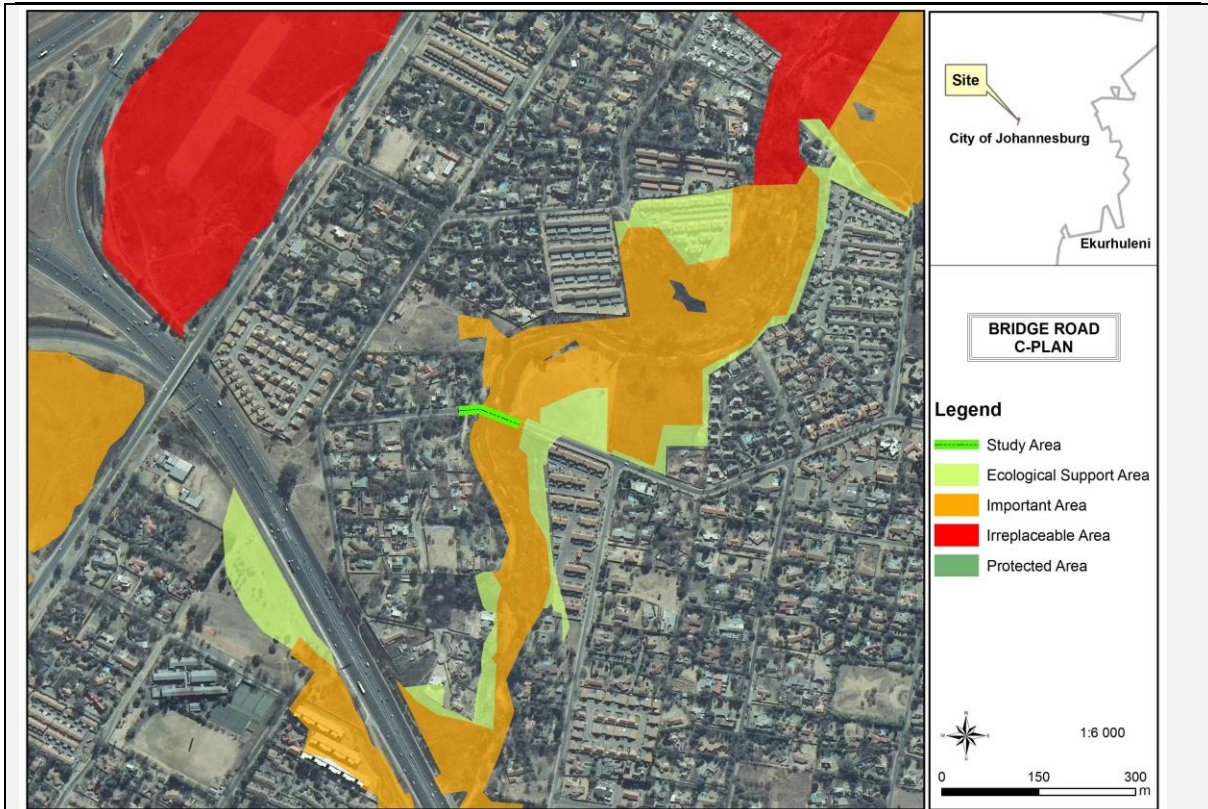 Site
City of Johannesburg
Ekurhuleni
BRIDGE ROAD
C-PLAN
Legend
Study Area
Ecological Support Area
Important Area
Irreplaceable Area
Protected Area
N
W
E
S
1:6 000
0 150 300
m